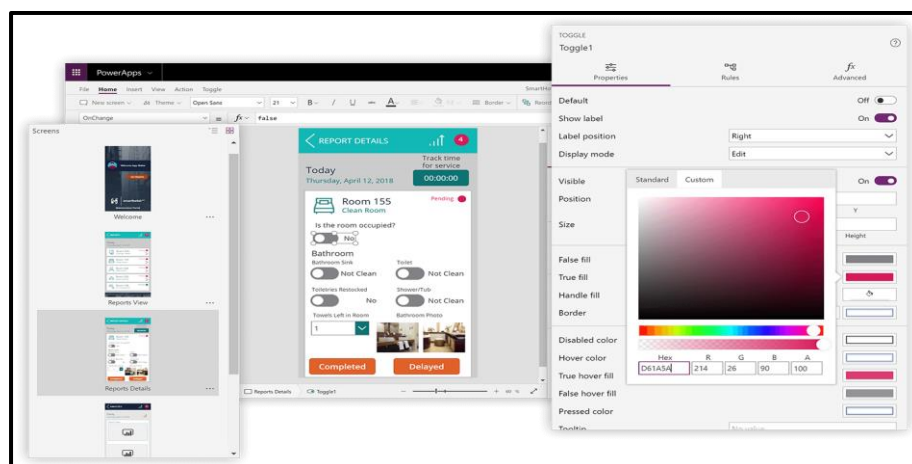 PowerApps
File Home Insert View Action Toggle
SmartHo
New screen Theme Open Sans 21 B / U A Border Reord
OnChange = fx false
Screens
Welcome
Reports View
Reports Details
REPORT DETAILS 4
Today
Thursday, April 12, 2018
Track time
for service
00:00:00
Room 155
Clean Room
Pending
Is the room occupied?
No
Bathroom
Bathroom Sink Toilet
Not Clean Not Clean
Toiletries Restocked Shower/Tub
No Not Clean
Towels Left in Room Bathroom Photo
1
Completed Delayed
Reports Details Toggle1
TOGGLE
Toggle1
Properties Rules Advanced
Default Off
Show label On
Label position Right
Display mode Edit
Visible On
Position
Y
Size
Height
False fill
True fill
Handle fill
Border
Disabled color
Hover color
True hover fill
False hover fill
Pressed color
Tooltip No value
Standard Custom
Hex R G B A
D61A5A 214 26 90 100